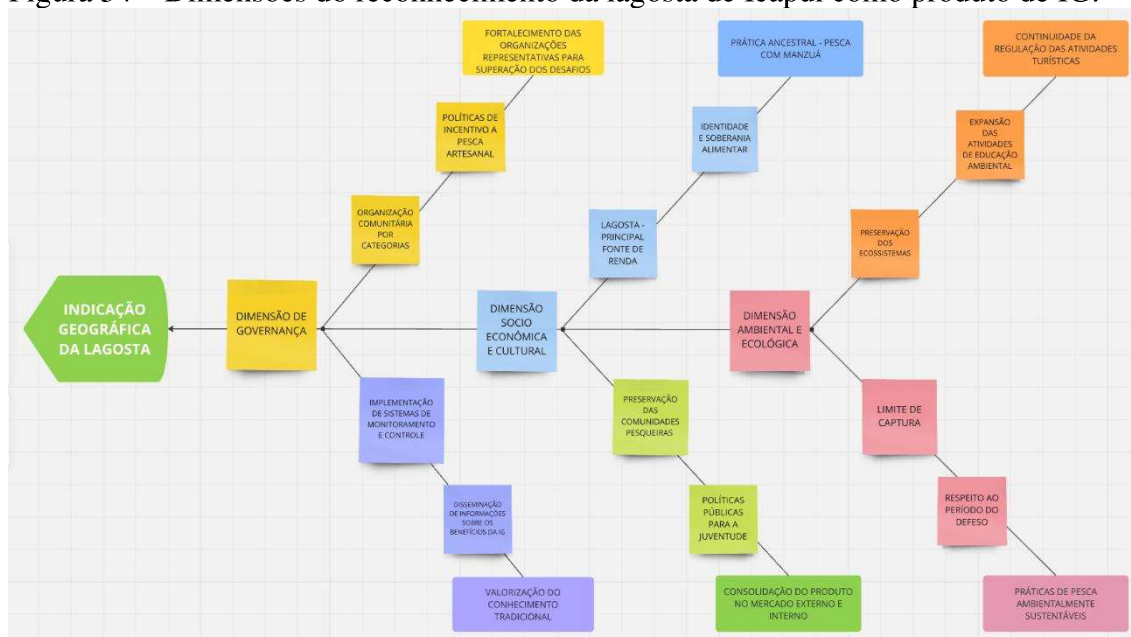 Figura 34 – Dimensões do reconhecimento da lagosta de Icapuí como produto de IG.
FORTALECIMENTO DAS
ORGANIZAÇÕES
REPRESENTATIVAS PARA
SUPERAÇÃO DOS DESAFIOS
PRÁTICA ANCESTRAL - PESCA
COM MANZUÁ
CONTINUIDADE DA
REGULAÇÃO DAS ATIVIDADES
TURÍSTICAS
POLÍTICAS DE
INCENTIVO A
PESCA
ARTESANAL
IDENTIDADE
E SOBERANIA
ALIMENTAR
EXPANSÃO
DAS
ATIVIDADES
DE EDUCAÇÃO
AMBIENTAL
ORGANIZAÇÃO
COMUNITÁRIA
POR
CATEGORIAS
LAGOSTA -
PRINCIPAL
FONTE DE
RENDA
PRESERVAÇÃO
DOS
ECOSSISTEMAS
INDICAÇÃO
GEOGRÁFICA
DA LAGOSTA
DIMENSÃO DE
GOVERNANÇA
DIMENSÃO
SOCIO
ECONÔMICA
E CULTURAL
DIMENSÃO
AMBIENTAL E
ECOLÓGICA
IMPLEMENTAÇÃO
DE SISTEMAS DE
MONITORAMENTO
E CONTROLE
PRESERVAÇÃO
DAS
COMUNIDADES
PESQUEIRAS
LIMITE DE
CAPTURA
DISSEMINAÇÃO
DE INFORMAÇÕES
SOBRE OS
BENEFÍCIOS DA IG
POLÍTICAS
PÚBLICAS
PARA A
JUVENTUDE
RESPEITO AO
PERÍODO DO
DEFESO
VALORIZAÇÃO DO
CONHECIMENTO
TRADICIONAL
CONSOLIDAÇÃO DO PRODUTO
NO MERCADO EXTERNO E
INTERNO
PRÁTICAS DE PESCA
AMBIENTALMENTE
SUSTENTÁVEIS